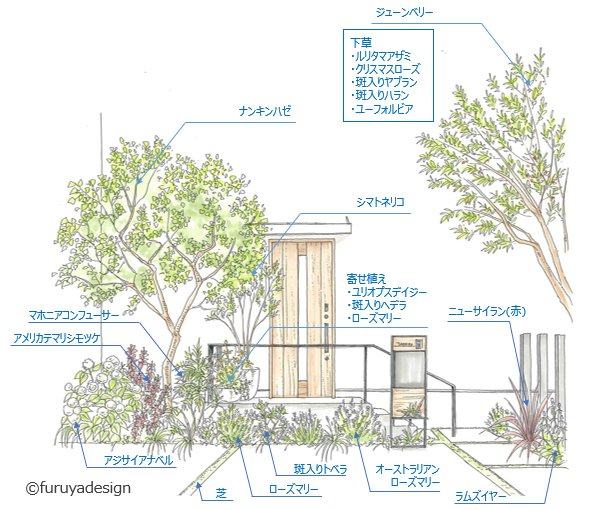 ジューンベリー
下草
・ルリタマアザミ
・クリスマスローズ
・斑入りヤブラン
・斑入りハラン
・ユーフォルビア
ナンキンハゼ
シマトネリコ
寄せ植え
・ユリオプスデイジー
・斑入りヘデラ
・ローズマリー
マホニアコンフューサー
ニューサイラン(赤)
アメリカテマリシモツケ
アジサイアナベル
斑入りトベラ
オーストラリアン
ローズマリー
芝
ローズマリー
ラムズイヤー
©furuyadesign